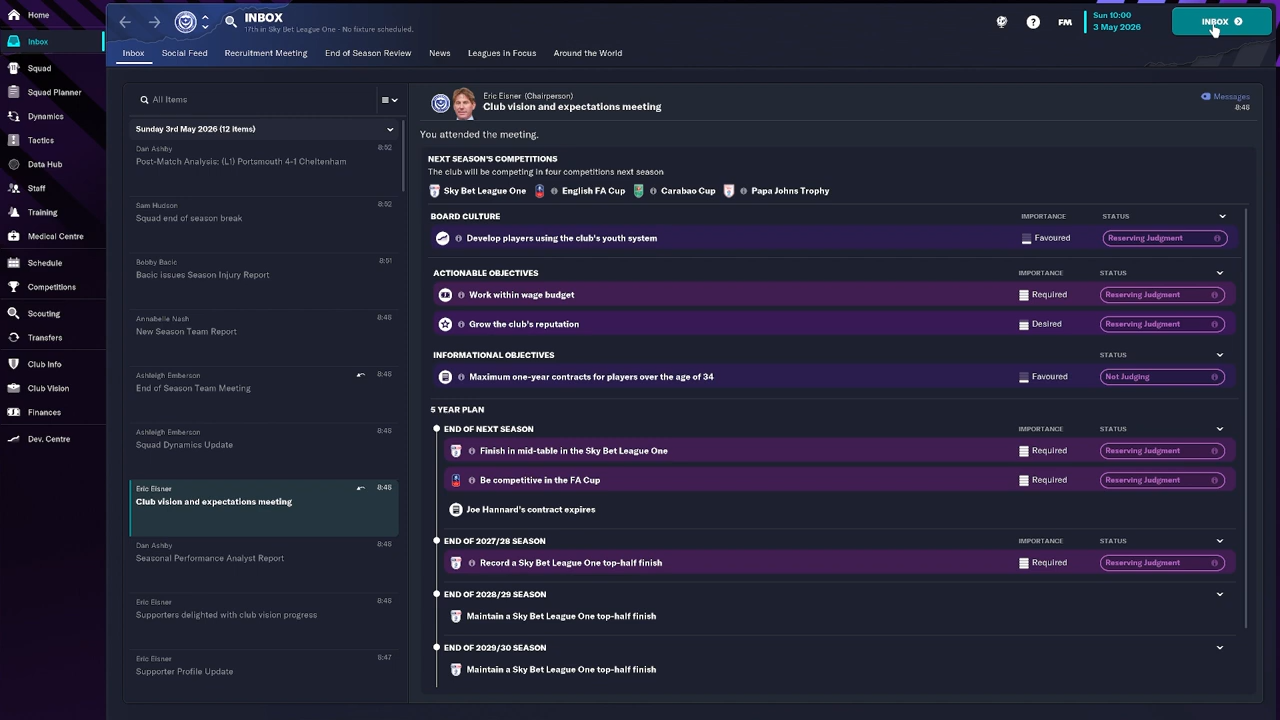 Home
Inbox
Squad
Squad Planner
Dynamics
Tactics
Data Hub
Staff
Training
Medical Centre
Schedule
Competitions
Scouting
Transfers
Club Info
Club Vision
Finances
Dev. Centre
INBOX
17th in Sky Bet League One - No fixture scheduled.
FM
Sun 10:00
3 May 2026
INBOX
Inbox
Social Feed
Recruitment Meeting
End of Season Review
News
Leagues in Focus
Around the World
All Items
Sunday 3rd May 2026 (12 items)
Dan Ashby 8:52
Post-Match Analysis: (L1) Portsmouth 4-1 Cheltenham
Sam Hudson 8:52
Squad end of season break
Bobby Bacic 8:51
Bacic issues Season Injury Report
Annabelle Nash 8:48
New Season Team Report
Ashleigh Emberson 8:48
End of Season Team Meeting
Ashleigh Emberson 8:48
Squad Dynamics Update
Eric Eisner 8:48
Club vision and expectations meeting
Dan Ashby 8:48
Seasonal Performance Analyst Report
Eric Eisner 8:48
Supporters delighted with club vision progress
Eric Eisner 8:47
Supporter Profile Update
Eric Eisner (Chairperson)
Club vision and expectations meeting
Messages
8:48
You attended the meeting.
NEXT SEASON'S COMPETITIONS
The club will be competing in four competitions next season
Sky Bet League One English FA Cup Carabao Cup Papa Johns Trophy
BOARD CULTURE IMPORTANCE STATUS
Develop players using the club's youth system Favoured Reserving Judgment
ACTIONABLE OBJECTIVES IMPORTANCE STATUS
Work within wage budget Required Reserving Judgment
Grow the club's reputation Desired Reserving Judgment
INFORMATIONAL OBJECTIVES STATUS
Maximum one-year contracts for players over the age of 34 Favoured Not Judging
5 YEAR PLAN
END OF NEXT SEASON IMPORTANCE STATUS
Finish in mid-table in the Sky Bet League One Required Reserving Judgment
Be competitive in the FA Cup Required Reserving Judgment
Joe Hannard's contract expires
END OF 2027/28 SEASON IMPORTANCE STATUS
Record a Sky Bet League One top-half finish Required Reserving Judgment
END OF 2028/29 SEASON
Maintain a Sky Bet League One top-half finish
END OF 2029/30 SEASON
Maintain a Sky Bet League One top-half finish